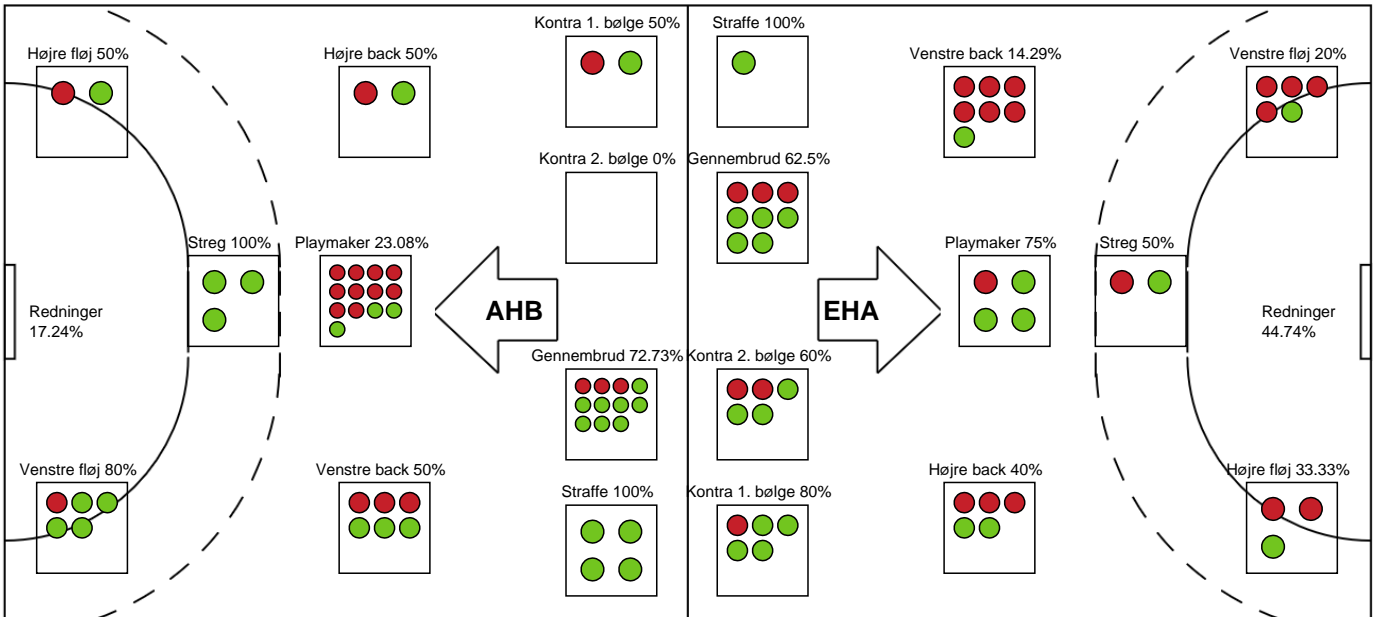 Kontra 1. bølge 50%
Straffe 100%
Højre fløj 50%
Højre back 50%
Venstre back 14.29%
Venstre fløj 20%
Kontra 2. bølge 0%
Gennembrud 62.5%
Streg 100%
Playmaker 23.08%
Playmaker 75%
Streg 50%
Redninger
17.24%
AHB
EHA
Redninger
44.74%
Gennembrud 72.73%
Kontra 2. bølge 60%
Venstre fløj 80%
Venstre back 50%
Straffe 100%
Kontra 1. bølge 80%
Højre back 40%
Højre fløj 33.33%